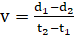 v = (d₁−d₂)/(t₂−t₁)